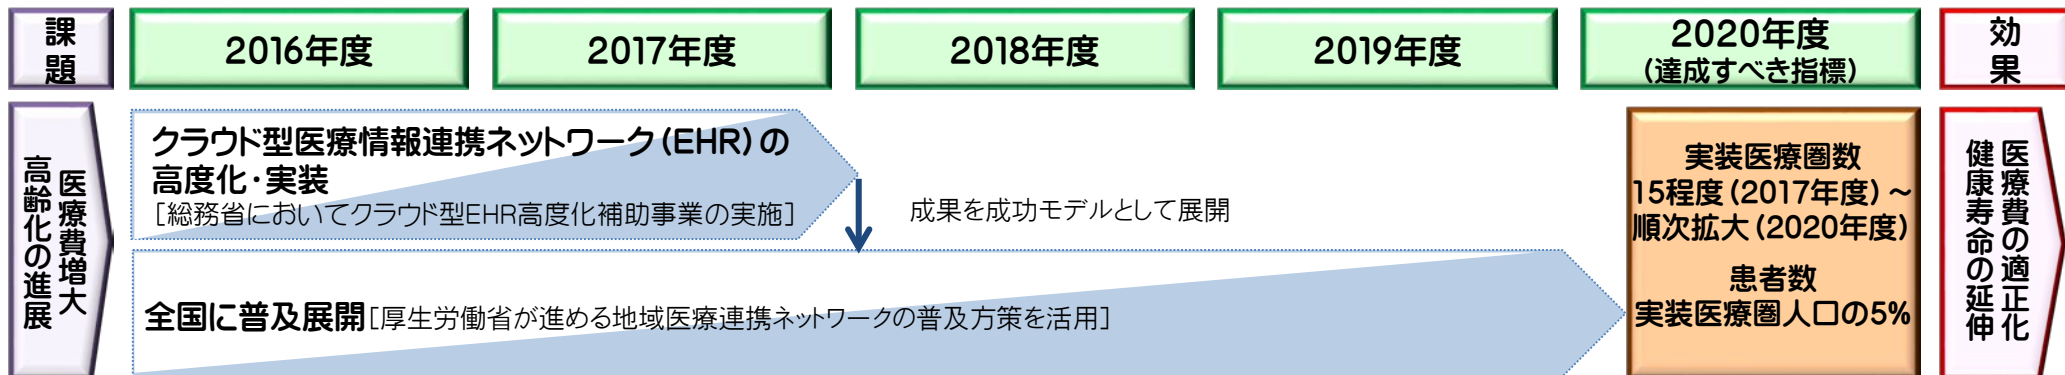 課題
2016年度
2017年度
2018年度
2019年度
2020年度
(達成すべき指標)
効果
医療費増大
高齢化の進展
クラウド型医療情報連携ネットワーク(EHR)の
高度化・実装
[総務省においてクラウド型EHR高度化補助事業の実施]
成果を成功モデルとして展開
全国に普及展開[厚生労働省が進める地域医療連携ネットワークの普及方策を活用]
実装医療圏数
15程度(2017年度)~
順次拡大(2020年度)
患者数
実装医療圏人口の5%
医療費の適正化
健康寿命の延伸